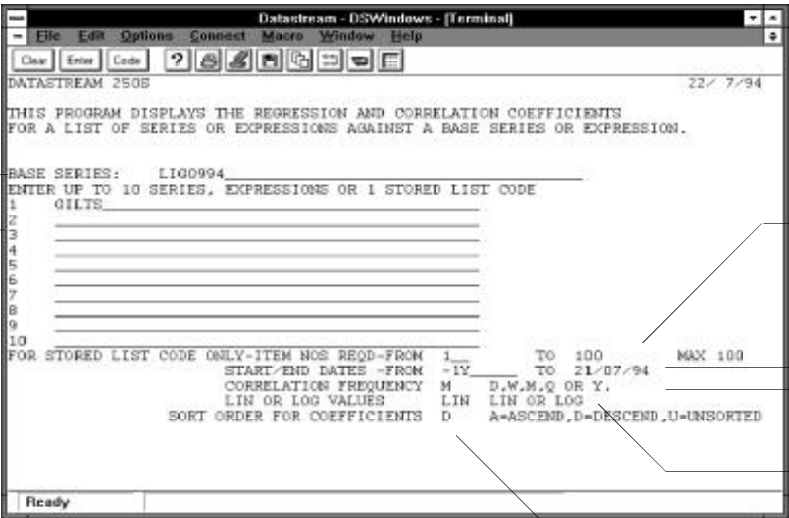 Datastream - DSWindows - [Terminal]
File Edit Options Connect Macro Window Help
Clear Enter Code ?
DATASTREAM 250S 22/ 7/94
THIS PROGRAM DISPLAYS THE REGRESSION AND CORRELATION COEFFICIENTS
FOR A LIST OF SERIES OR EXPRESSIONS AGAINST A BASE SERIES OR EXPRESSION.
BASE SERIES: LIG0994
ENTER UP TO 10 SERIES, EXPRESSIONS OR 1 STORED LIST CODE
1 GILTS
2
3
4
5
6
7
8
9
10
FOR STORED LIST CODE ONLY-ITEM NOS REQD-FROM 1 TO 100 MAX 100
START/END DATES -FROM -1Y TO 21/07/94
CORRELATION FREQUENCY M D,W,M,Q OR Y.
LIN OR LOG VALUES LIN LIN OR LOG
SORT ORDER FOR COEFFICIENTS D A=ASCEND,D=DESCEND,U=UNSORTED
Ready